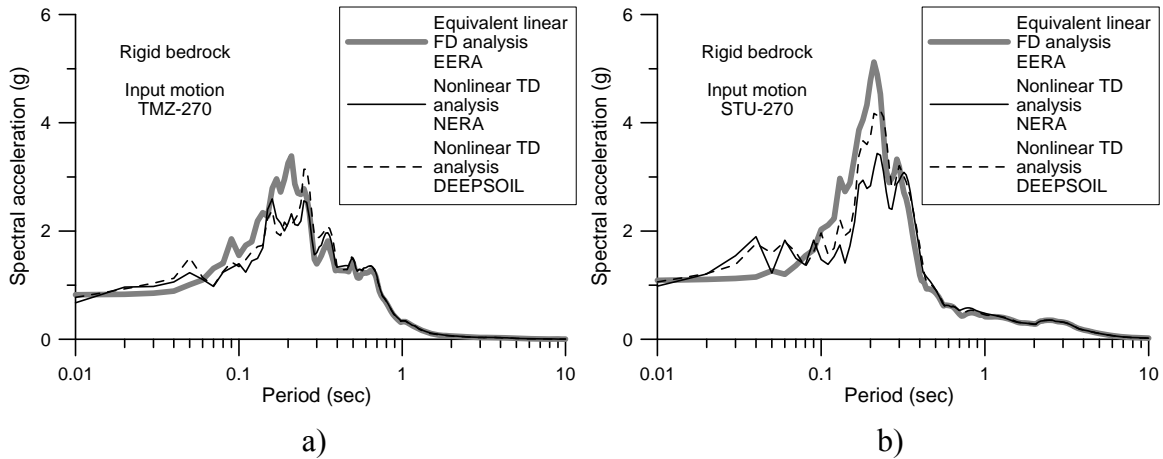 6
4
2
0
Spectral acceleration (g)
Rigid bedrock
Input motion
TMZ-270
Equivalent linear
FD analysis
EERA
Nonlinear TD
analysis
NERA
Nonlinear TD
analysis
DEEPSOIL
0.01
0.1
1
10
Period (sec)
a)
6
4
2
0
Spectral acceleration (g)
Rigid bedrock
Input motion
STU-270
Equivalent linear
FD analysis
EERA
Nonlinear TD
analysis
NERA
Nonlinear TD
analysis
DEEPSOIL
0.01
0.1
1
10
Period (sec)
b)